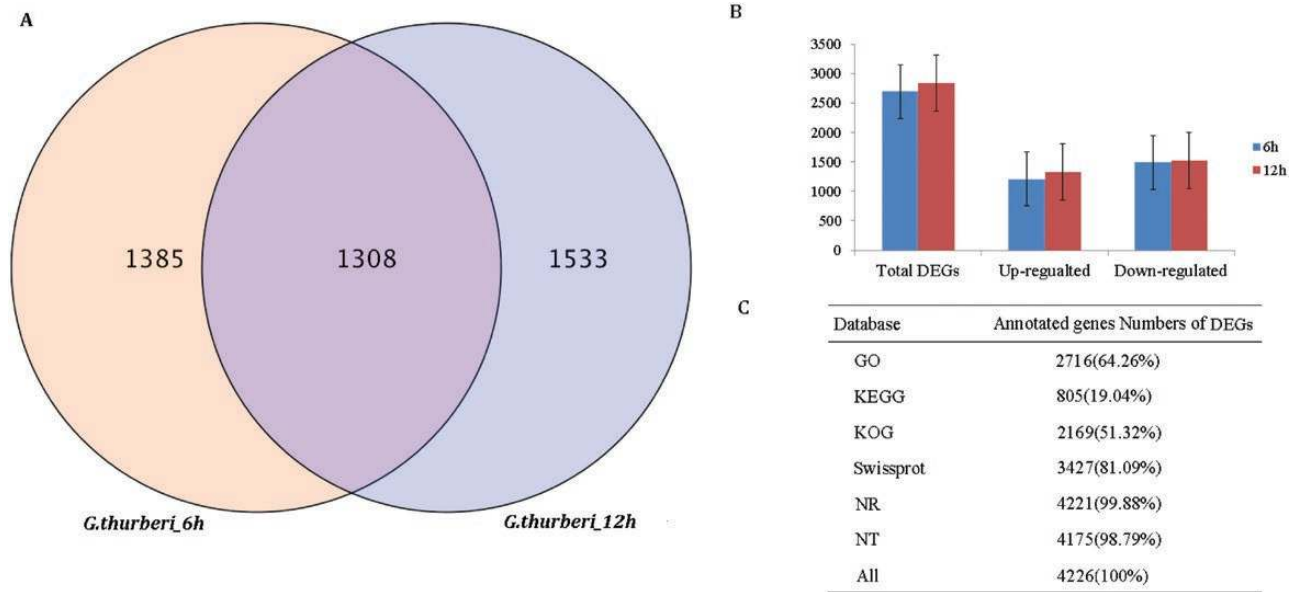 A
1385
1308
1533
G.thurberi_6h
G.thurberi_12h
B
3500
3000
2500
2000
1500
1000
500
0
Total DEGs
Up-regualted
Down-regulated
6h
12h
C
Database Annotated genes Numbers of DEGs
GO 2716(64.26%)
KEGG 805(19.04%)
KOG 2169(51.32%)
Swissprot 3427(81.09%)
NR 4221(99.88%)
NT 4175(98.79%)
All 4226(100%)